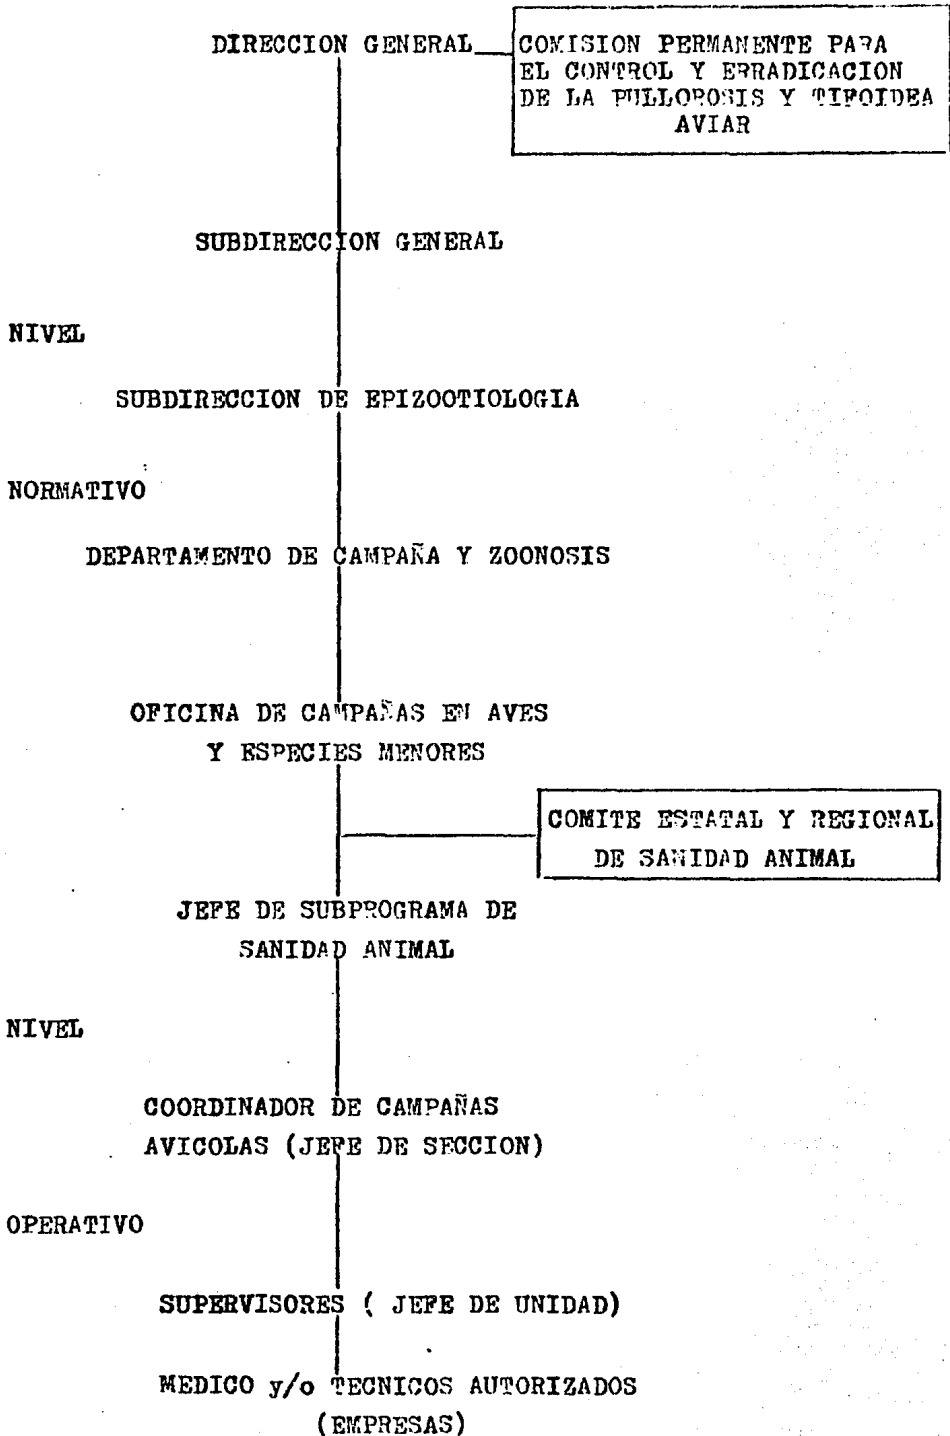 DIRECCION GENERAL
COMISION PERMANENTE PARA
EL CONTROL Y ERRADICACION
DE LA PULLOROSIS Y TIFOIDEA
AVIAR
SUBDIRECCION GENERAL
NIVEL
SUBDIRECCION DE EPIZOOTIOLOGIA
NORMATIVO
DEPARTAMENTO DE CAMPAÑA Y ZOONOSIS
OFICINA DE CAMPAÑAS EN AVES
Y ESPECIES MENORES
COMITE ESTATAL Y REGIONAL
DE SANIDAD ANIMAL
JEFE DE SUBPROGRAMA DE
SANIDAD ANIMAL
NIVEL
COORDINADOR DE CAMPAÑAS
AVICOLAS (JEFE DE SECCION)
OPERATIVO
SUPERVISORES ( JEFE DE UNIDAD)
MEDICO y/o TECNICOS AUTORIZADOS
(EMPRESAS)